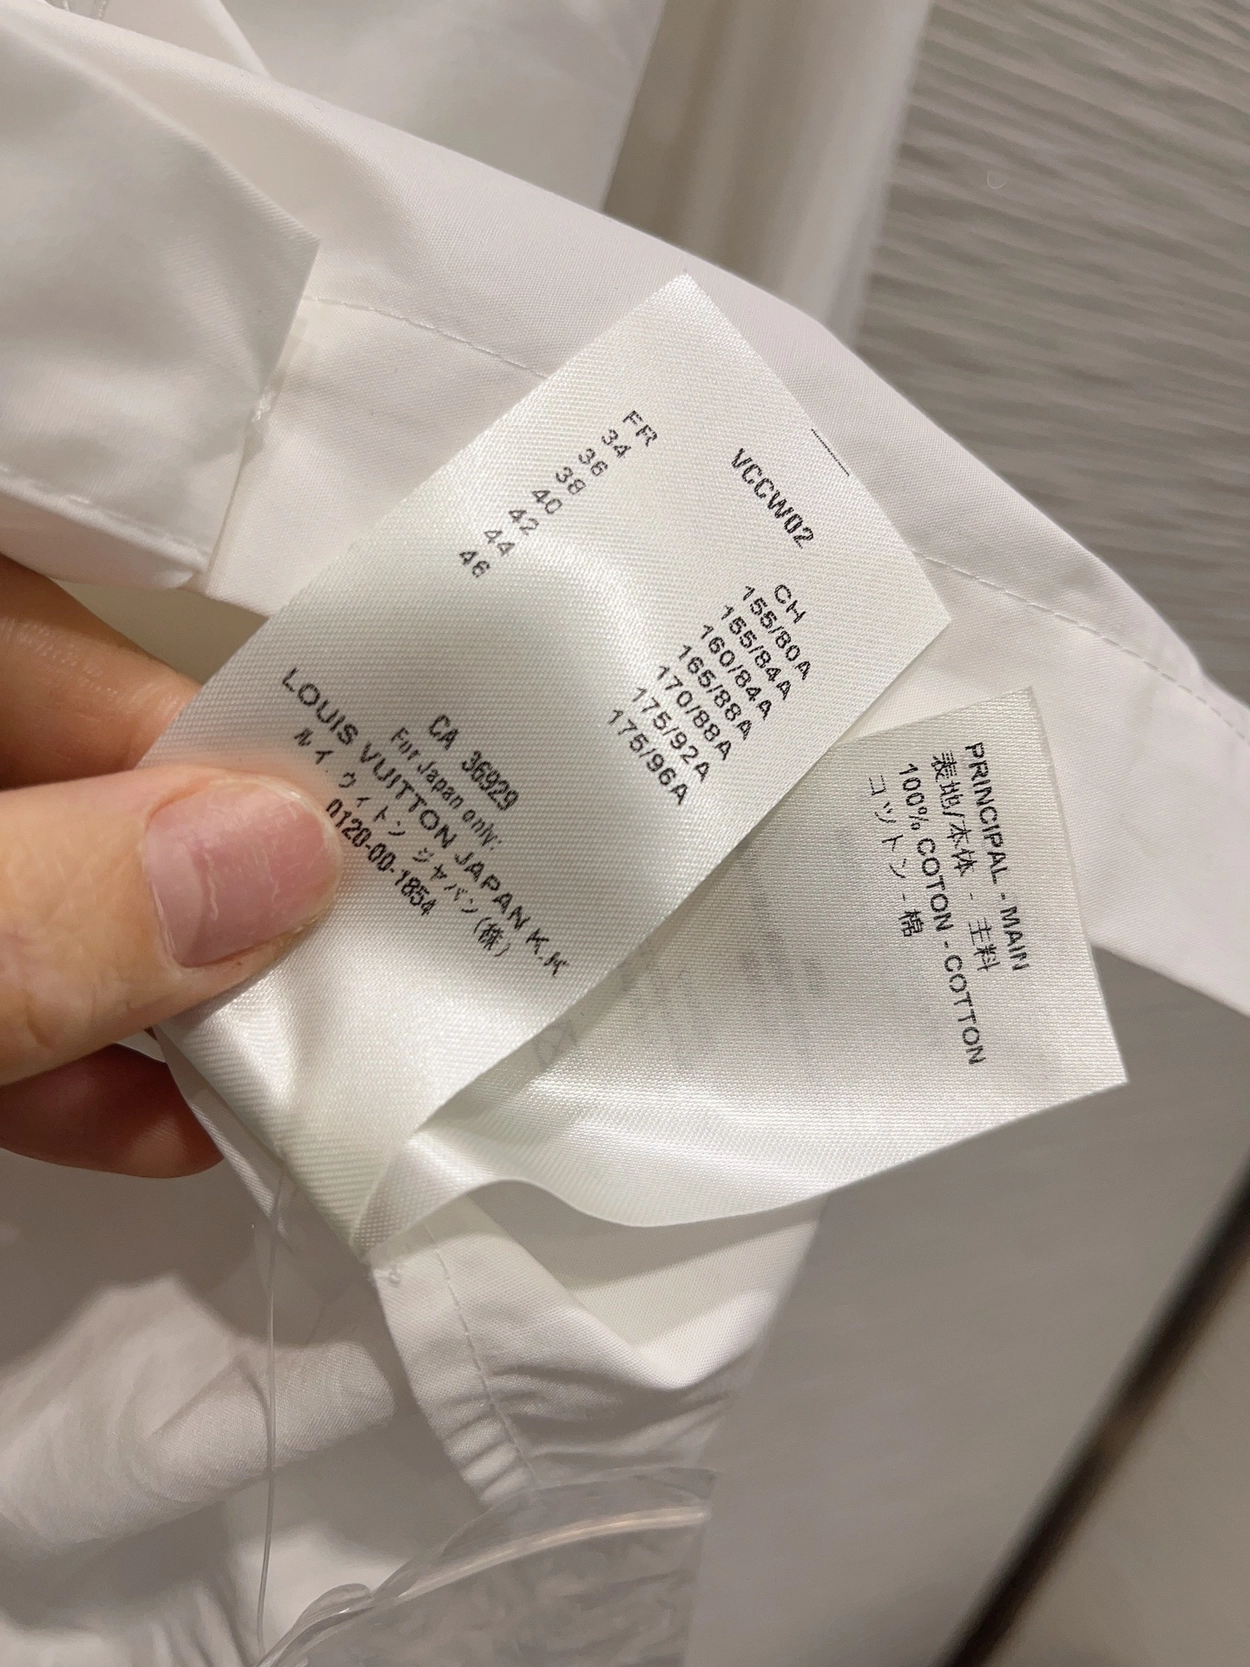 VCCW02
FR
34
36
38
40
42
44
46
CH
155/80A
155/84A
160/84A
165/88A
170/88A
175/92A
175/96A
CA 36929
For Japan only:
LOUIS VUITTON JAPAN K.K
ルイ ヴィトン ジャパン(株)
0120-00-1854
PRINCIPAL - MAIN
表地/本体 - 主料
100% COTON - COTTON
コットン - 棉